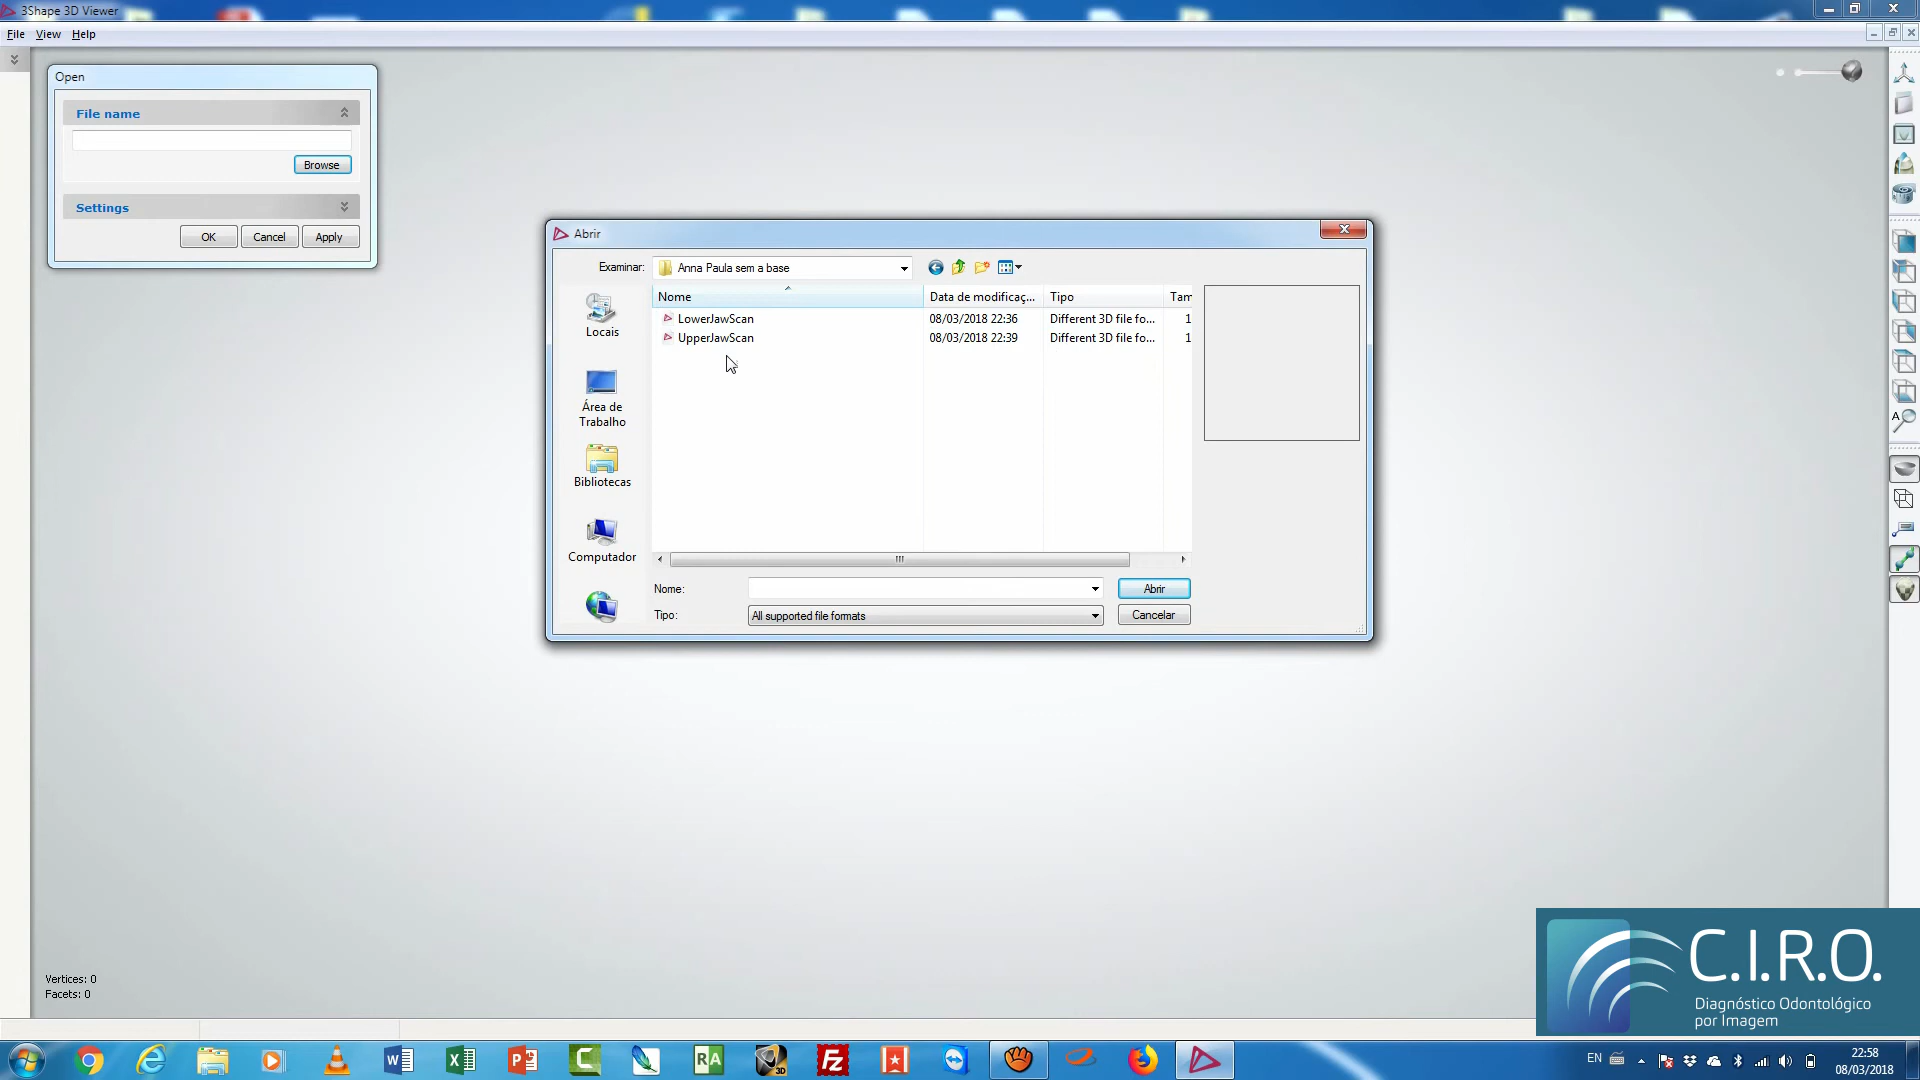 3Shape 3D Viewer
File View Help
Open
File name
Browse
Settings
OK Cancel Apply
Abrir
Examinar: Anna Paula sem a base
Nome Data de modificaç... Tipo Tam
LowerJawScan 08/03/2018 22:36 Different 3D file fo... 1
UpperJawScan 08/03/2018 22:39 Different 3D file fo... 1
Locais
Área de
Trabalho
Bibliotecas
Computador
Nome: Abrir
Tipo: All supported file formats Cancelar
Vertices: 0
Facets: 0
C.I.R.O.
Diagnóstico Odontológico
por Imagem
EN 22:58
08/03/2018